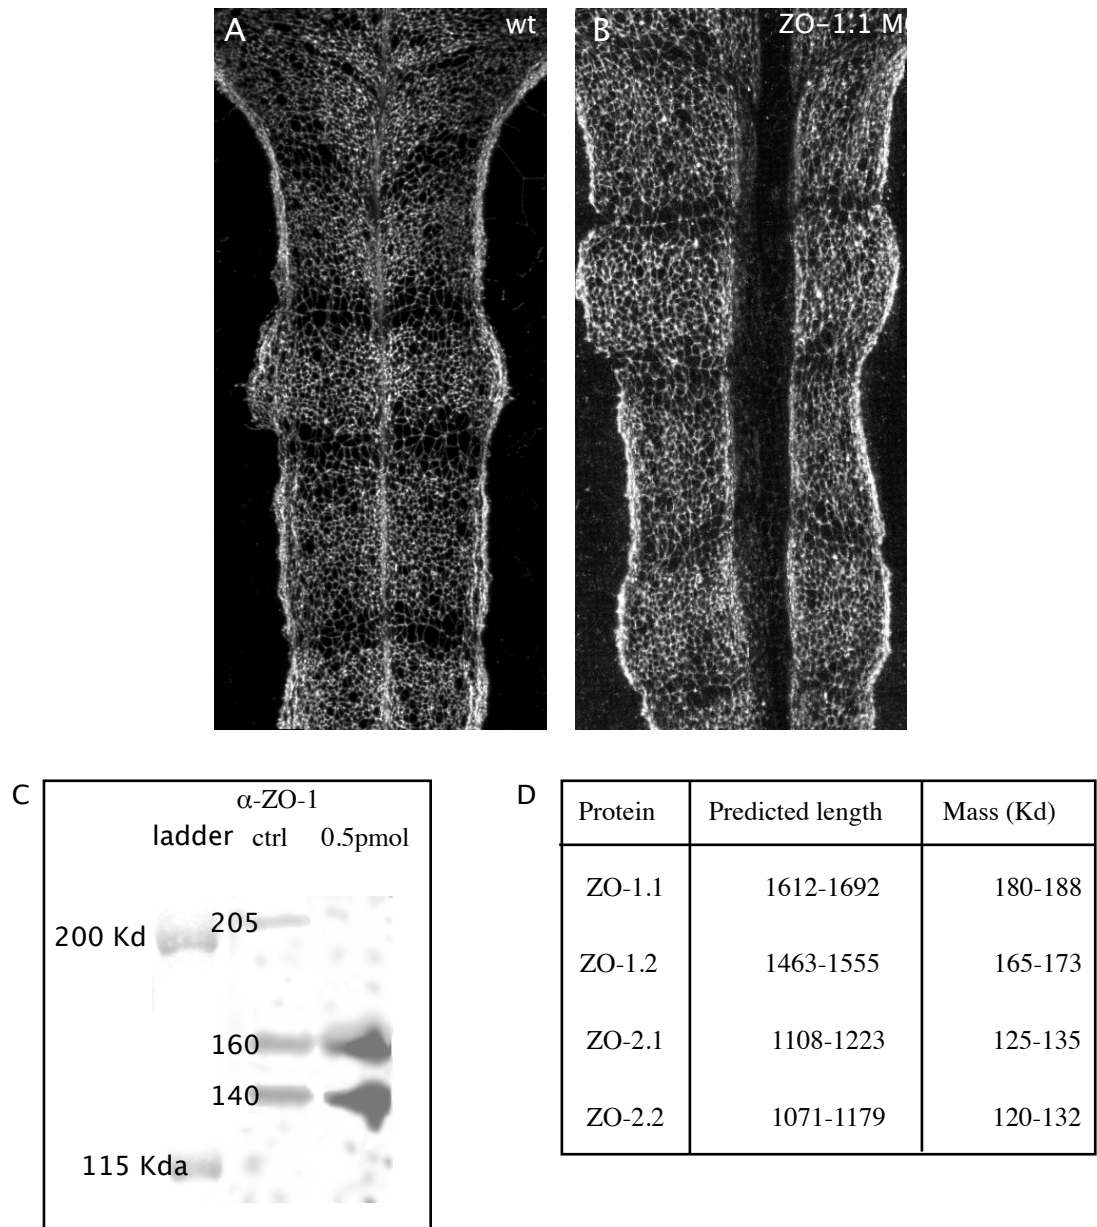 A wt
B ZO-1.1 M
C α-ZO-1
ladder ctrl 0.5pmol
200 Kd 205
160
140
115 Kda
D
Protein Predicted length Mass (Kd)
ZO-1.1 1612-1692 180-188
ZO-1.2 1463-1555 165-173
ZO-2.1 1108-1223 125-135
ZO-2.2 1071-1179 120-132